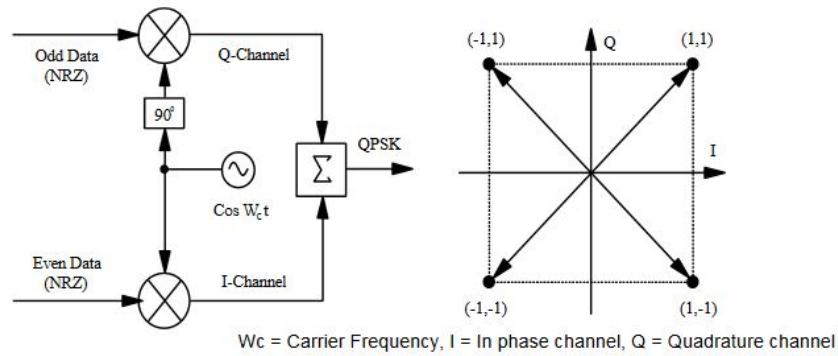 Odd Data
(NRZ)
Q-Channel
90°
Cos Wct
Σ
QPSK
Even Data
(NRZ)
I-Channel
(-1,1)
Q
(1,1)
I
(-1,-1)
(1,-1)
Wc = Carrier Frequency, I = In phase channel, Q = Quadrature channel